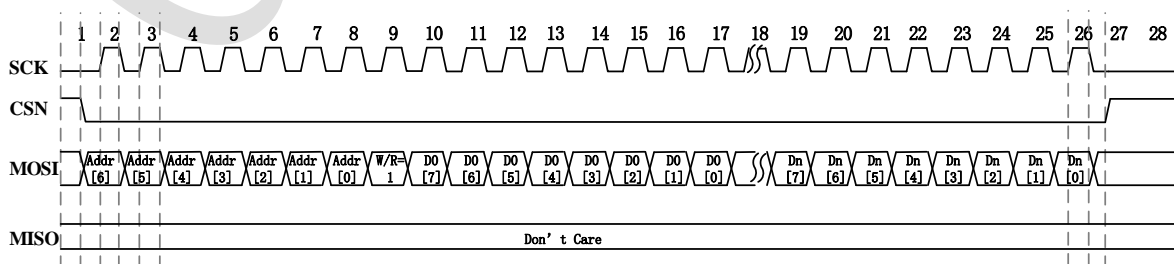 1 2 3 4 5 6 7 8 9 10 11 12 13 14 15 16 17 18 19 20 21 22 23 24 25 26 27 28
SCK
CSN
Addr Addr Addr Addr Addr Addr Addr W/R= D0 D0 D0 D0 D0 D0 D0 D0 Dn Dn Dn Dn Dn Dn Dn Dn
MOSI
[6] [5] [4] [3] [2] [1] [0] 1 [7] [6] [5] [4] [3] [2] [1] [0] [7] [6] [5] [4] [3] [2] [1] [0]
MISO Don't Care